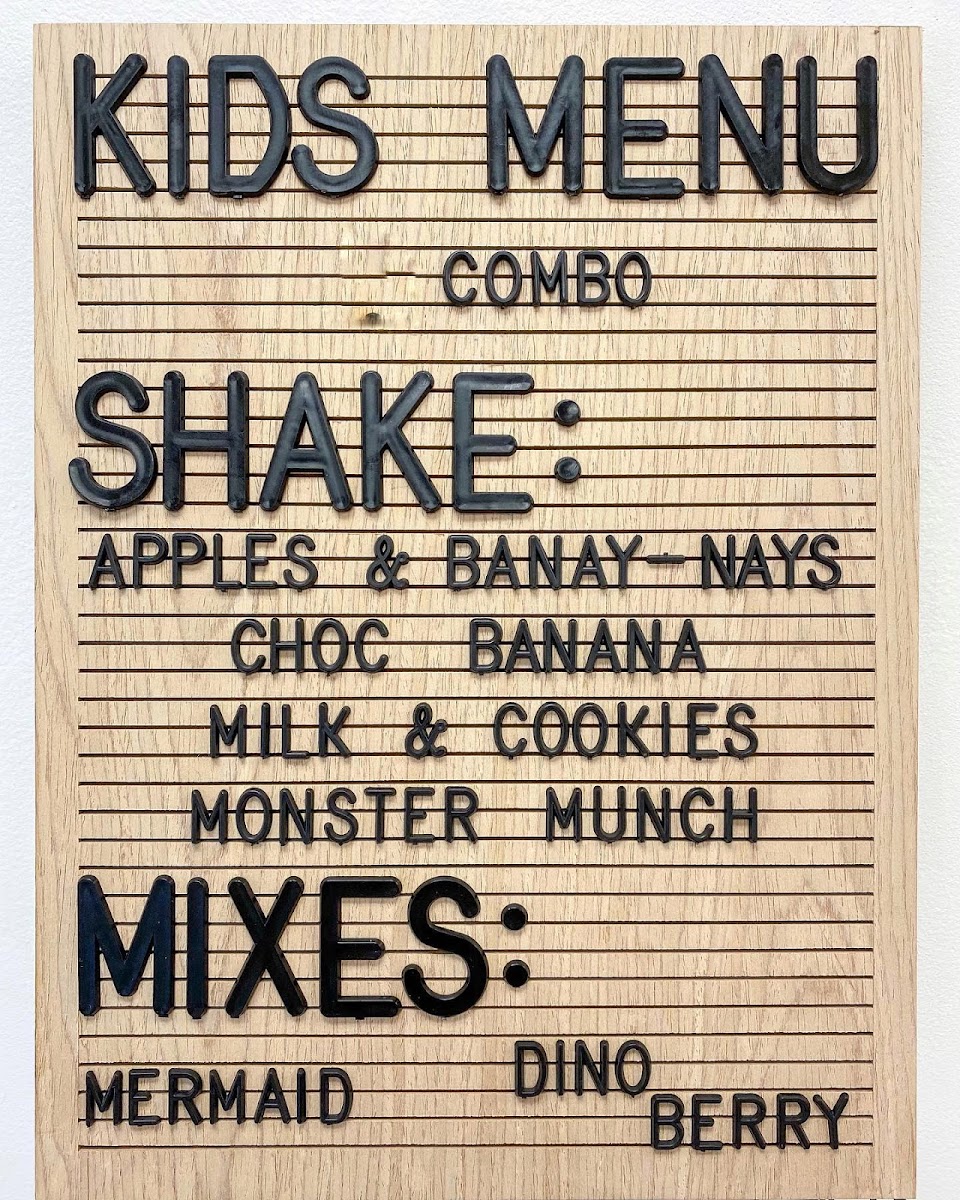 KIDS MENU
COMBO
SHAKE:
APPLES & BANAY-NAYS
CHOC BANANA
MILK & COOKIES
MONSTER MUNCH
MIXES:
MERMAID
DINO
BERRY